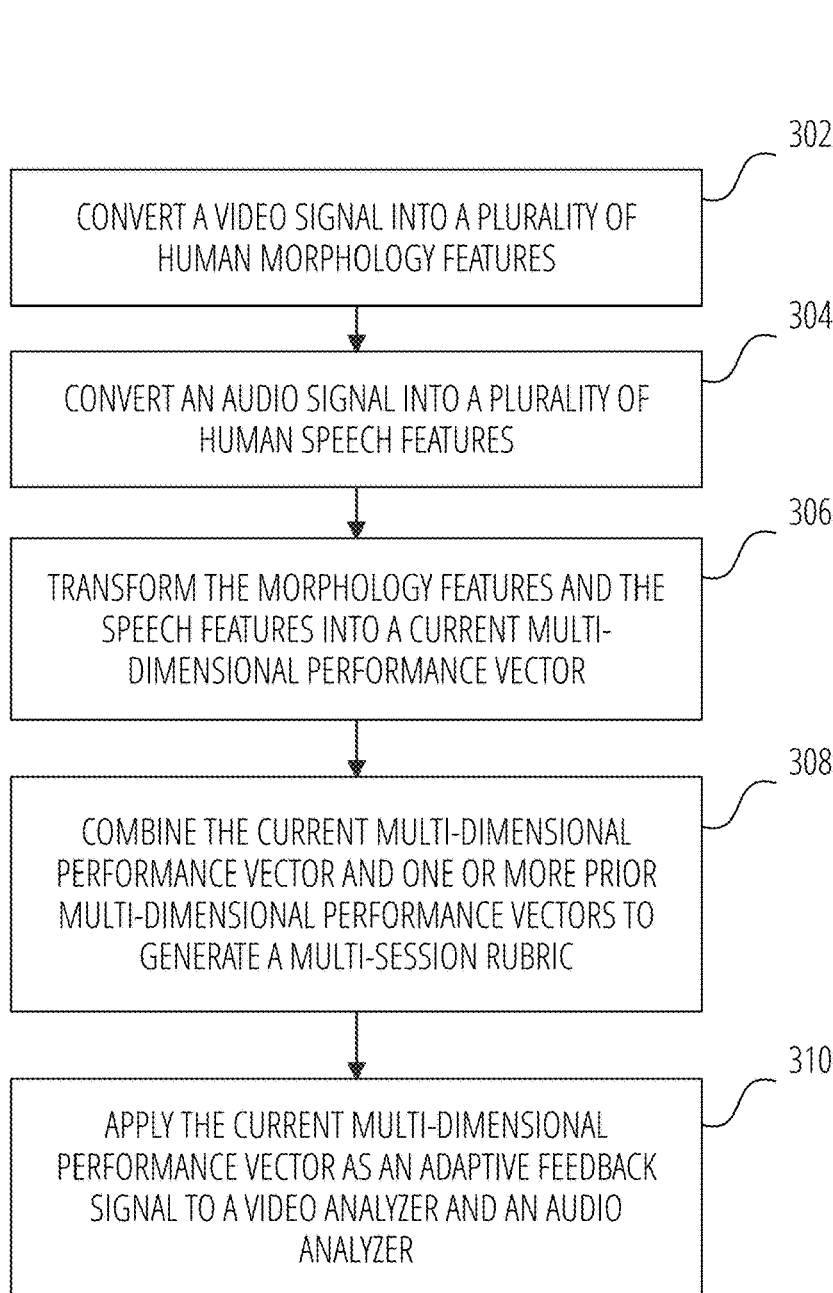 302
CONVERT A VIDEO SIGNAL INTO A PLURALITY OF
HUMAN MORPHOLOGY FEATURES
304
CONVERT AN AUDIO SIGNAL INTO A PLURALITY OF
HUMAN SPEECH FEATURES
306
TRANSFORM THE MORPHOLOGY FEATURES AND THE
SPEECH FEATURES INTO A CURRENT MULTI-
DIMENSIONAL PERFORMANCE VECTOR
308
COMBINE THE CURRENT MULTI-DIMENSIONAL
PERFORMANCE VECTOR AND ONE OR MORE PRIOR
MULTI-DIMENSIONAL PERFORMANCE VECTORS TO
GENERATE A MULTI-SESSION RUBRIC
310
APPLY THE CURRENT MULTI-DIMENSIONAL
PERFORMANCE VECTOR AS AN ADAPTIVE FEEDBACK
SIGNAL TO A VIDEO ANALYZER AND AN AUDIO
ANALYZER